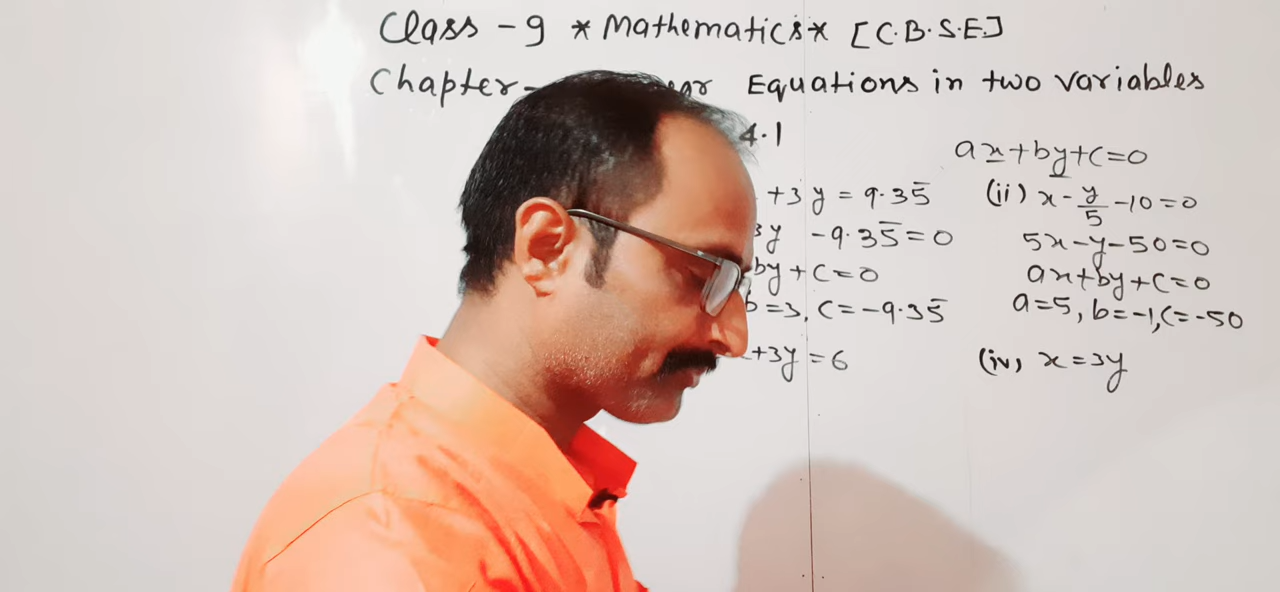 Class - 9 * Mathematics * [C.B.S.E.]
Chapter- Equations in two variables
4.1
ax+by+c=0
+3y = 9.35̅
(ii) x-y/5-10=0
3y -9.35̅=0
5x-y-50=0
by+c=0
ax+by+c=0
b=3, c=-9.35̅
a=5, b=-1, c=-50
+3y=6
(iv) x=3y